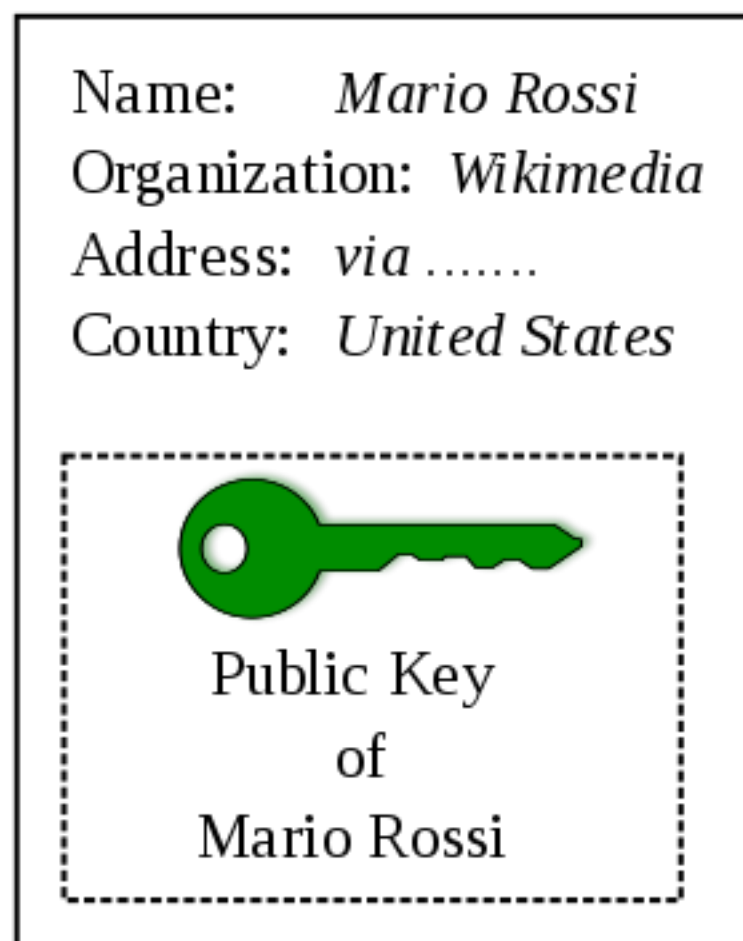 Name: Mario Rossi
Organization: Wikimedia
Address: via .......
Country: United States
Public Key
of
Mario Rossi